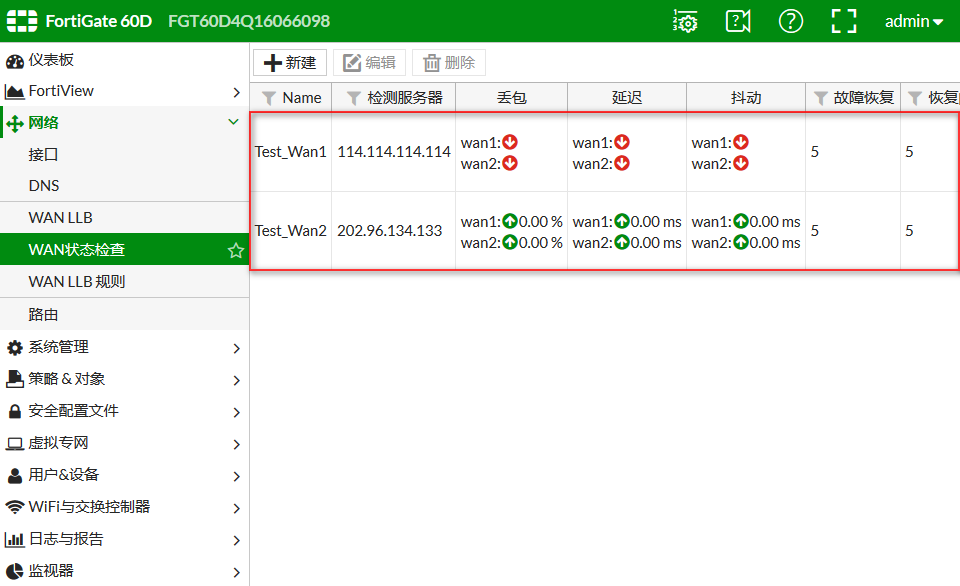 FortiGate 60D FGT60D4Q16066098 admin
仪表板
FortiView
网络
接口
DNS
WAN LLB
WAN状态检查
WAN LLB 规则
路由
系统管理
策略 & 对象
安全配置文件
虚拟专网
用户&设备
WiFi与交换控制器
日志与报告
监视器
新建 编辑 删除
Name 检测服务器 丢包 延迟 抖动 故障恢复 恢复
Test_Wan1 114.114.114.114 wan1: wan1: wan1: 5 5
wan2: wan2: wan2:
Test_Wan2 202.96.134.133 wan1:0.00 % wan1:0.00 ms wan1:0.00 ms 5 5
wan2:0.00 % wan2:0.00 ms wan2:0.00 ms